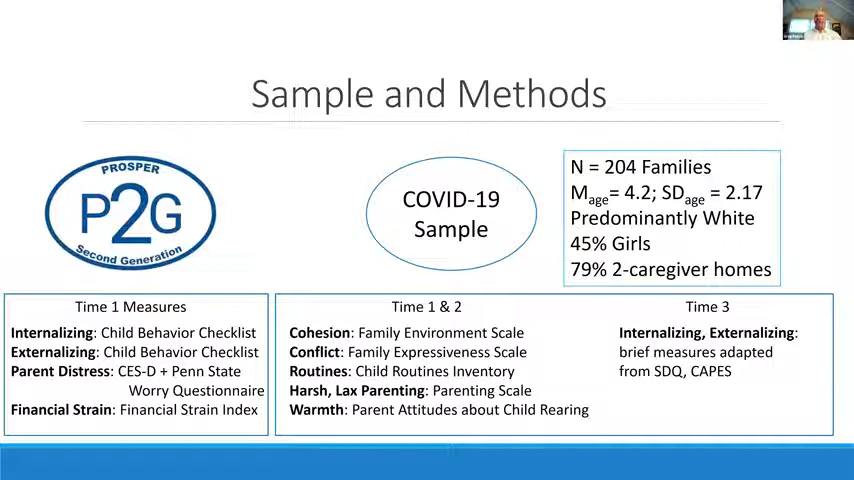 Sample and Methods
PROSPER
P2G
Second Generation
COVID-19
Sample
N = 204 Families
Mage= 4.2; SDage = 2.17
Predominantly White
45% Girls
79% 2-caregiver homes
Time 1 Measures
Internalizing: Child Behavior Checklist
Externalizing: Child Behavior Checklist
Parent Distress: CES-D + Penn State
Worry Questionnaire
Financial Strain: Financial Strain Index
Time 1 & 2
Cohesion: Family Environment Scale
Conflict: Family Expressiveness Scale
Routines: Child Routines Inventory
Harsh, Lax Parenting: Parenting Scale
Warmth: Parent Attitudes about Child Rearing
Time 3
Internalizing, Externalizing:
brief measures adapted
from SDQ, CAPES